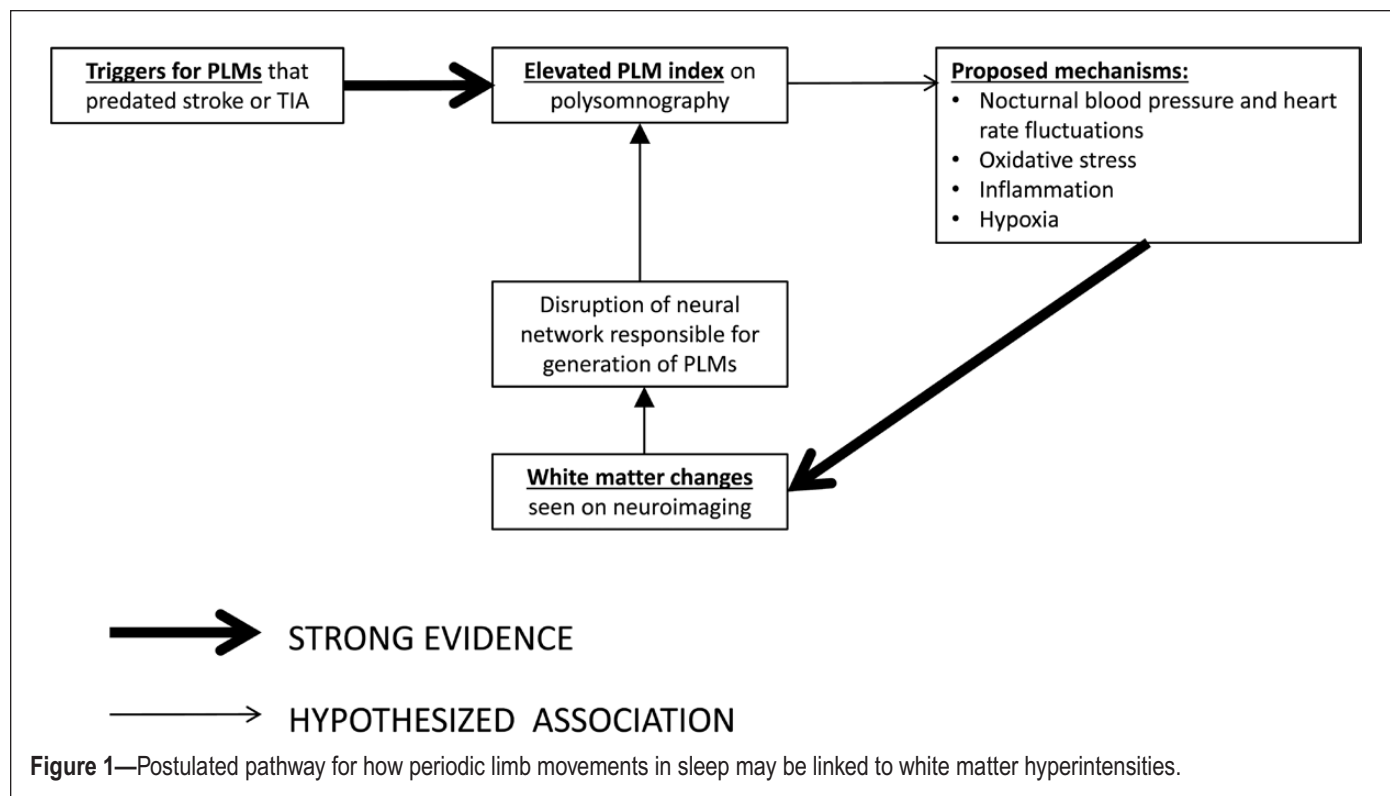 Triggers for PLMs that
predated stroke or TIA
Elevated PLM index on
polysomnography
Proposed mechanisms:
• Nocturnal blood pressure and heart
rate fluctuations
• Oxidative stress
• Inflammation
• Hypoxia
Disruption of neural
network responsible for
generation of PLMs
White matter changes
seen on neuroimaging
STRONG EVIDENCE
HYPOTHESIZED ASSOCIATION
Figure 1—Postulated pathway for how periodic limb movements in sleep may be linked to white matter hyperintensities.